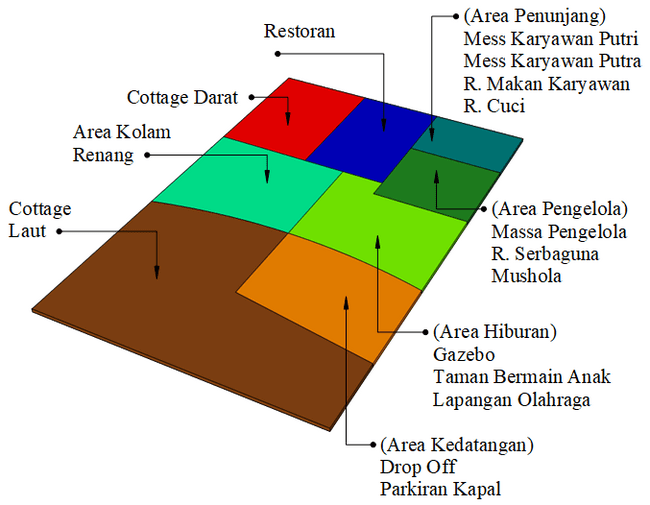 Restoran
(Area Penunjang)
Mess Karyawan Putri
Mess Karyawan Putra
R. Makan Karyawan
R. Cuci
Cottage Darat
Area Kolam
Renang
Cottage
Laut
(Area Pengelola)
Massa Pengelola
R. Serbaguna
Mushola
(Area Hiburan)
Gazebo
Taman Bermain Anak
Lapangan Olahraga
(Area Kedatangan)
Drop Off
Parkiran Kapal